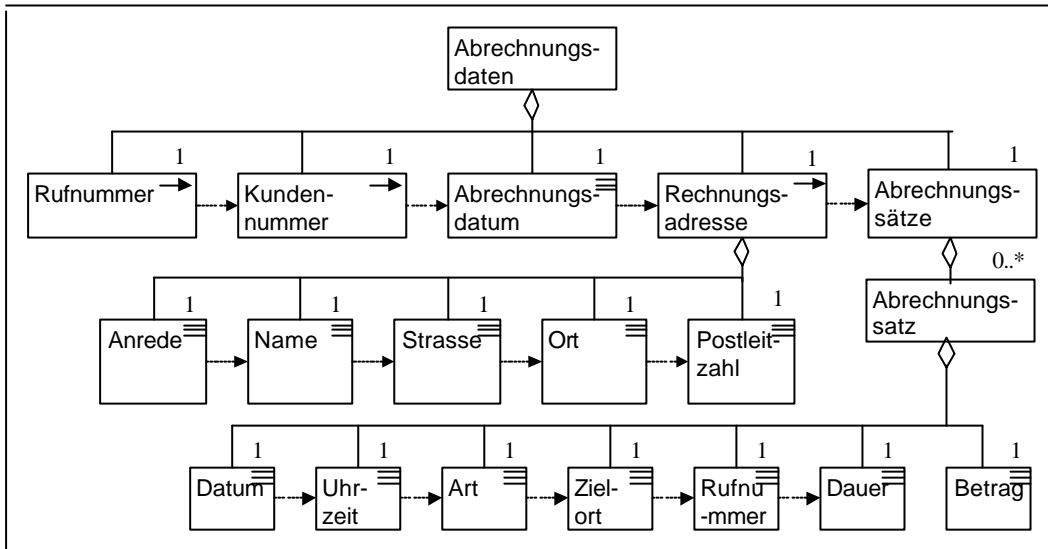 Abrechnungs-
daten
1 1 1 1 1
Rufnummer
Kunden-
nummer
Abrechnungs-
datum
Rechnungs-
adresse
Abrechnungs-
sätze
0..*
Abrechnungs-
satz
1 1 1 1 1
Anrede
Name
Strasse
Ort
Postleit-
zahl
1 1 1 1 1 1 1
Datum
Uhr-
zeit
Art
Ziel-
ort
Rufnu
-mmer
Dauer
Betrag